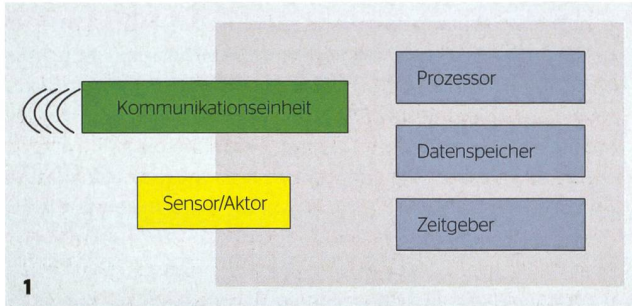 Kommunikationseinheit
Sensor/Aktor
Prozessor
Datenspeicher
Zeitgeber
1